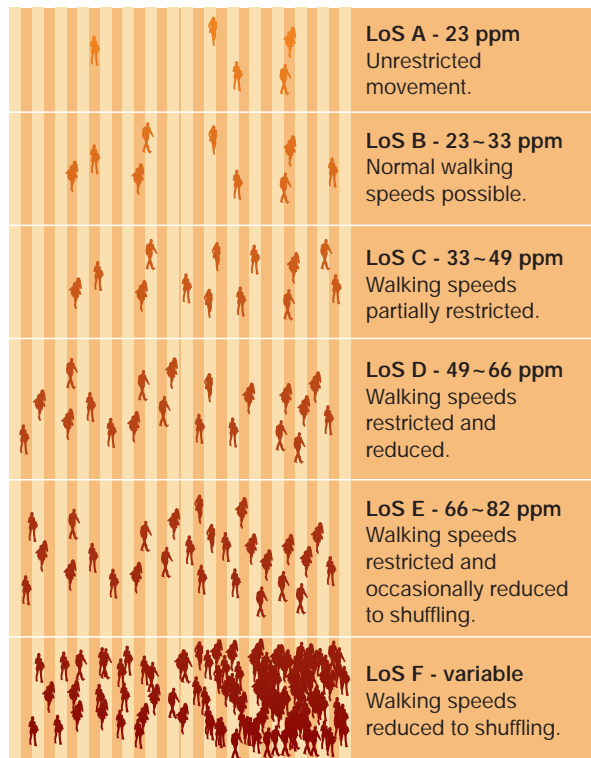 LoS A - 23 ppm
Unrestricted
movement.
LoS B - 23~33 ppm
Normal walking
speeds possible.
LoS C - 33~49 ppm
Walking speeds
partially restricted.
LoS D - 49~66 ppm
Walking speeds
restricted and
reduced.
LoS E - 66~82 ppm
Walking speeds
restricted and
occasionally reduced
to shuffling.
LoS F - variable
Walking speeds
reduced to shuffling.